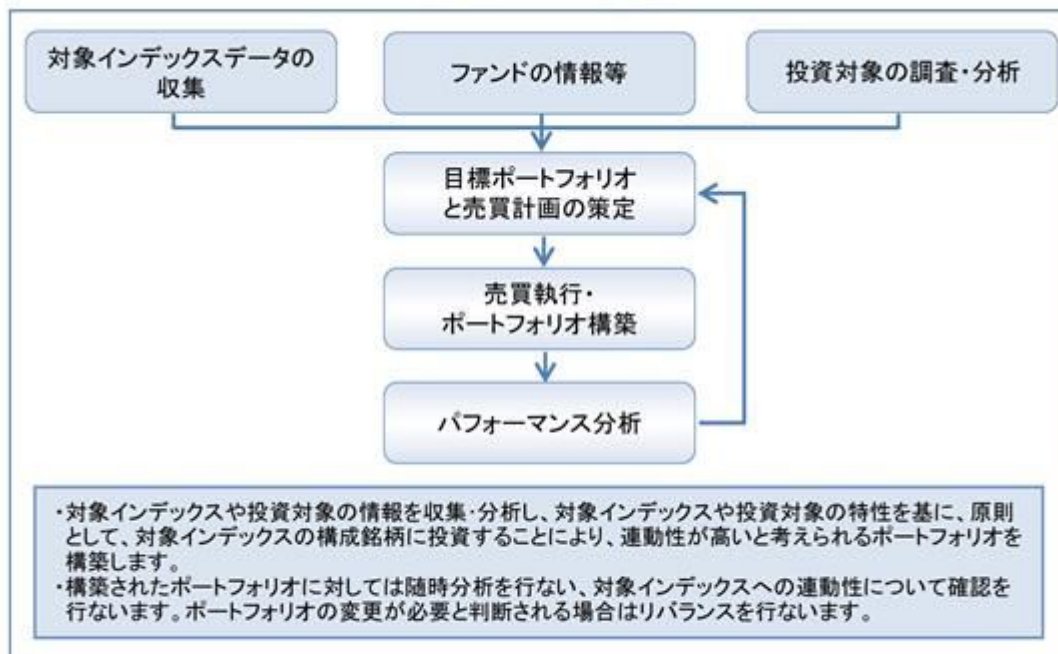 対象インデックスデータの
収集
ファンドの情報等
投資対象の調査・分析
目標ポートフォリオ
と売買計画の策定
売買執行・
ポートフォリオ構築
パフォーマンス分析
・対象インデックスや投資対象の情報を収集・分析し、対象インデックスや投資対象の特性を基に、原則
として、対象インデックスの構成銘柄に投資することにより、連動性が高いと考えられるポートフォリオを
構築します。
・構築されたポートフォリオに対しては随時分析を行ない、対象インデックスへの連動性について確認を
行ないます。ポートフォリオの変更が必要と判断される場合はリバランスを行ないます。